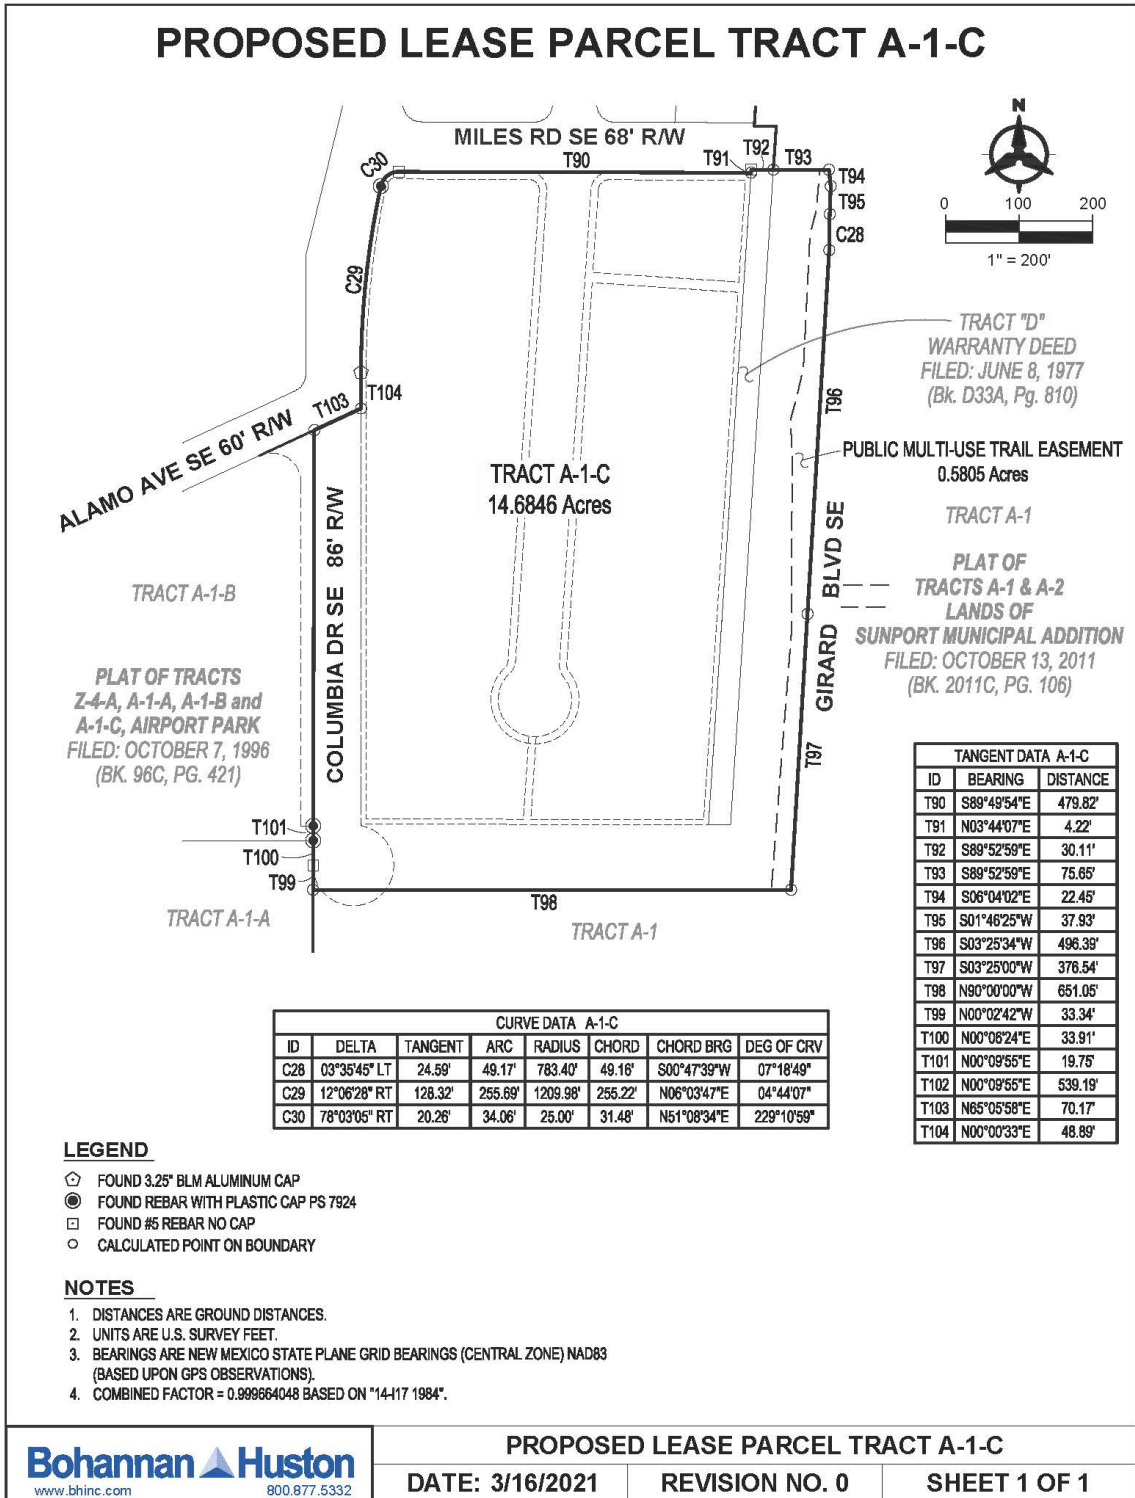 PROPOSED LEASE PARCEL TRACT A-1-C
MILES RD SE 68' R/W
C30
T90
T91
T92
T93
T94
T95
C28
N
0 100 200
1" = 200'
C29
TRACT "D"
WARRANTY DEED
FILED: JUNE 8, 1977
(Bk. D33A, Pg. 810)
T103
T104
T96
ALAMO AVE SE 60' R/W
PUBLIC MULTI-USE TRAIL EASEMENT
0.5805 Acres
TRACT A-1-C
14.6846 Acres
TRACT A-1
COLUMBIA DR SE 86' R/W
GIRARD BLVD SE
TRACT A-1-B
PLAT OF
TRACTS A-1 & A-2
LANDS OF
SUNPORT MUNICIPAL ADDITION
FILED: OCTOBER 13, 2011
(BK. 2011C, PG. 106)
PLAT OF TRACTS
Z-4-A, A-1-A, A-1-B and
A-1-C, AIRPORT PARK
FILED: OCTOBER 7, 1996
(BK. 96C, PG. 421)
T97
T101
T100
T99
T98
TRACT A-1-A
TRACT A-1
TANGENT DATA A-1-C
ID BEARING DISTANCE
T90 S89°49'54"E 479.82'
T91 N03°44'07"E 4.22'
T92 S89°52'59"E 30.11'
T93 S89°52'59"E 75.65'
T94 S06°04'02"E 22.45'
T95 S01°46'25"W 37.93'
T96 S03°25'34"W 496.39'
T97 S03°25'00"W 376.54'
T98 N90°00'00"W 651.05'
T99 N00°02'42"W 33.34'
T100 N00°06'24"E 33.91'
T101 N00°09'55"E 19.75'
T102 N00°09'55"E 539.19'
T103 N65°05'58"E 70.17'
T104 N00°00'33"E 48.89'
CURVE DATA A-1-C
ID DELTA TANGENT ARC RADIUS CHORD CHORD BRG DEG OF CRV
C28 03°35'45" LT 24.59' 49.17' 783.40' 49.16' S00°47'39"W 07°18'49"
C29 12°06'28" RT 128.32' 255.69' 1209.98' 255.22' N06°03'47"E 04°44'07"
C30 78°03'05" RT 20.26' 34.06' 25.00' 31.48' N51°08'34"E 229°10'59"
LEGEND
FOUND 3.25" BLM ALUMINUM CAP
FOUND REBAR WITH PLASTIC CAP PS 7924
FOUND #5 REBAR NO CAP
CALCULATED POINT ON BOUNDARY
NOTES
1. DISTANCES ARE GROUND DISTANCES.
2. UNITS ARE U.S. SURVEY FEET.
3. BEARINGS ARE NEW MEXICO STATE PLANE GRID BEARINGS (CENTRAL ZONE) NAD83
(BASED UPON GPS OBSERVATIONS).
4. COMBINED FACTOR = 0.999664048 BASED ON "14-I17 1984".
Bohannan Huston
www.bhinc.com 800.877.5332
PROPOSED LEASE PARCEL TRACT A-1-C
DATE: 3/16/2021 REVISION NO. 0 SHEET 1 OF 1